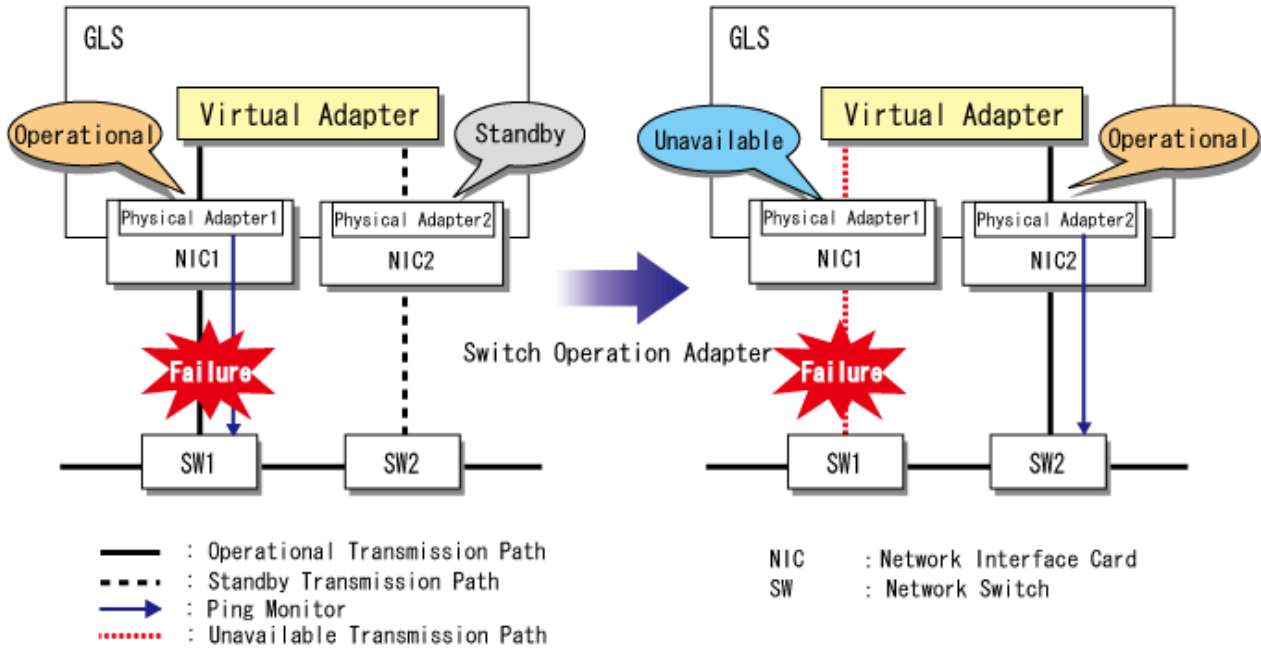 GLS
Virtual Adapter
Operational
Standby
Physical Adapter1
Physical Adapter2
NIC1
NIC2
Failure
SW1
SW2
Switch Operation Adapter
GLS
Virtual Adapter
Unavailable
Operational
Physical Adapter1
Physical Adapter2
NIC1
NIC2
Failure
SW1
SW2
: Operational Transmission Path
: Standby Transmission Path
: Ping Monitor
: Unavailable Transmission Path
NIC : Network Interface Card
SW : Network Switch